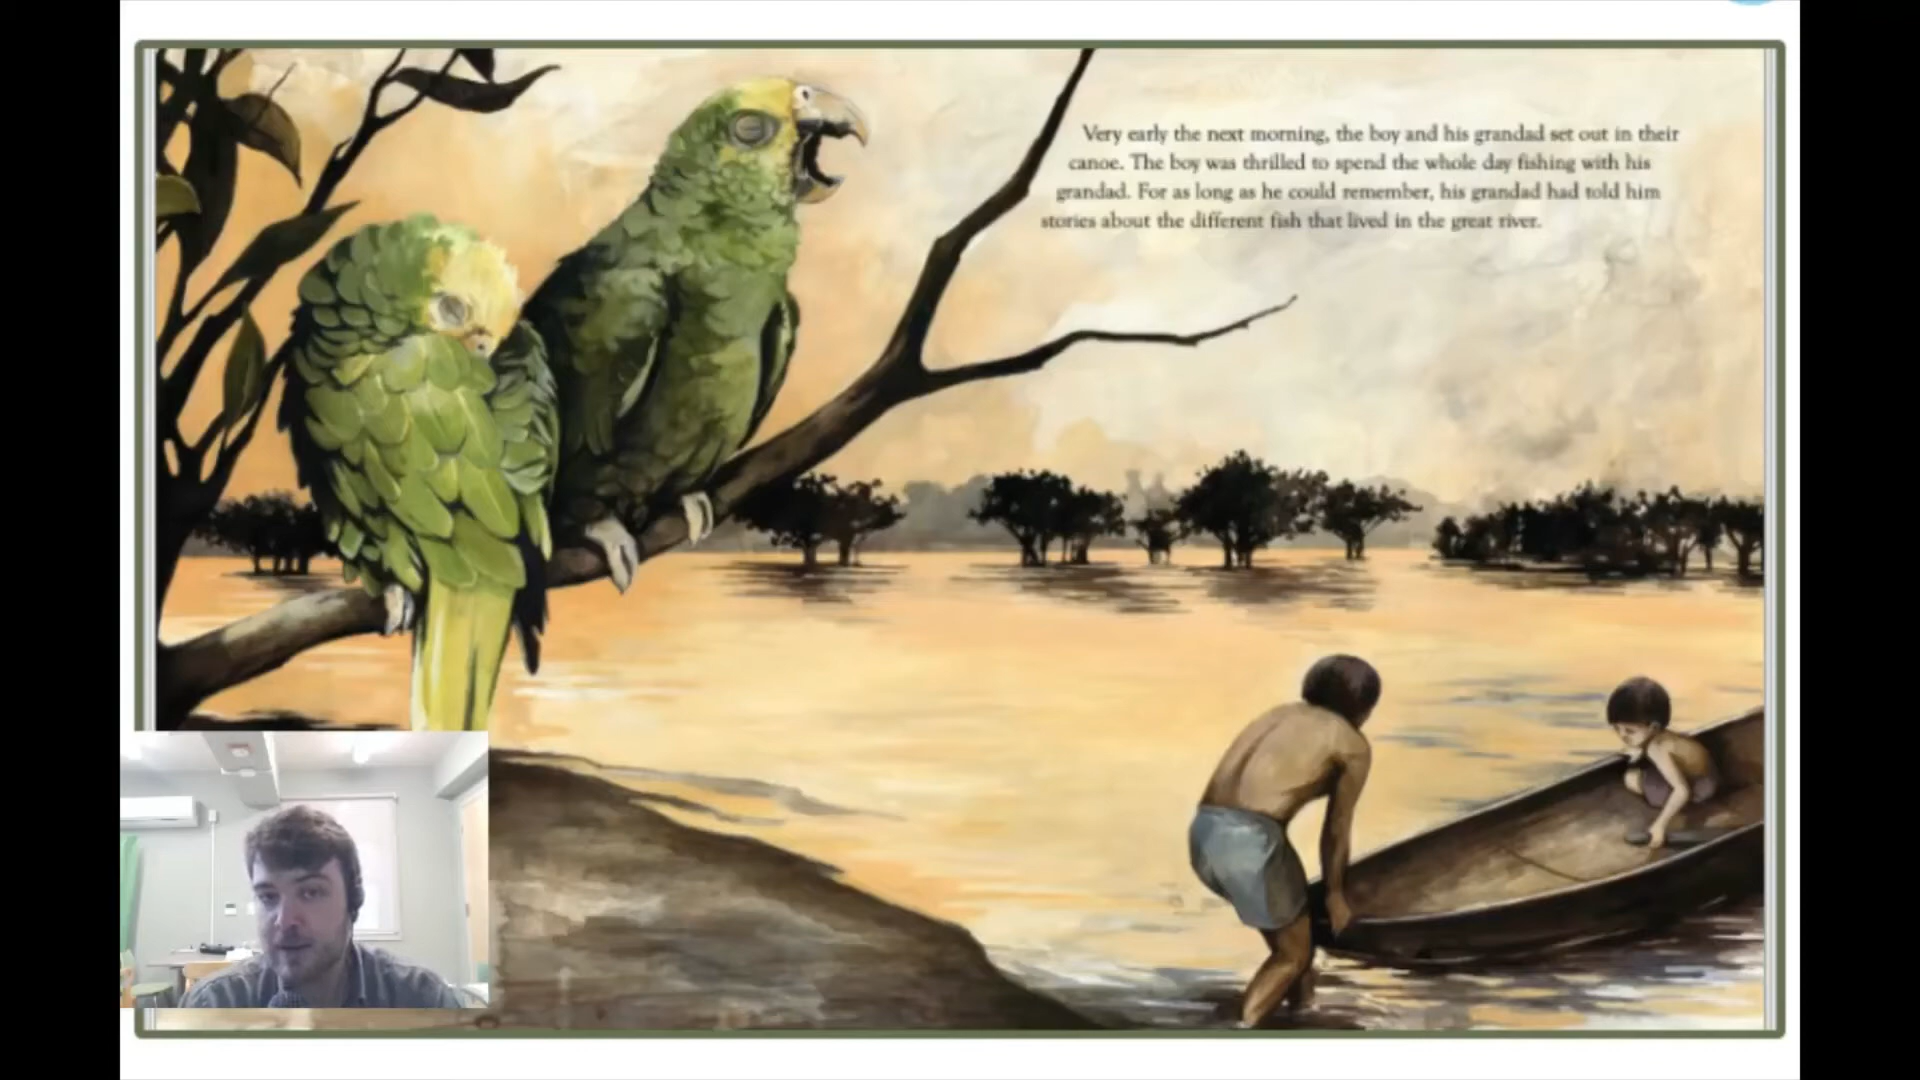 Very early the next morning, the boy and his grandad set out in their
canoe. The boy was thrilled to spend the whole day fishing with his
grandad. For as long as he could remember, his grandad had told him
stories about the different fish that lived in the great river.